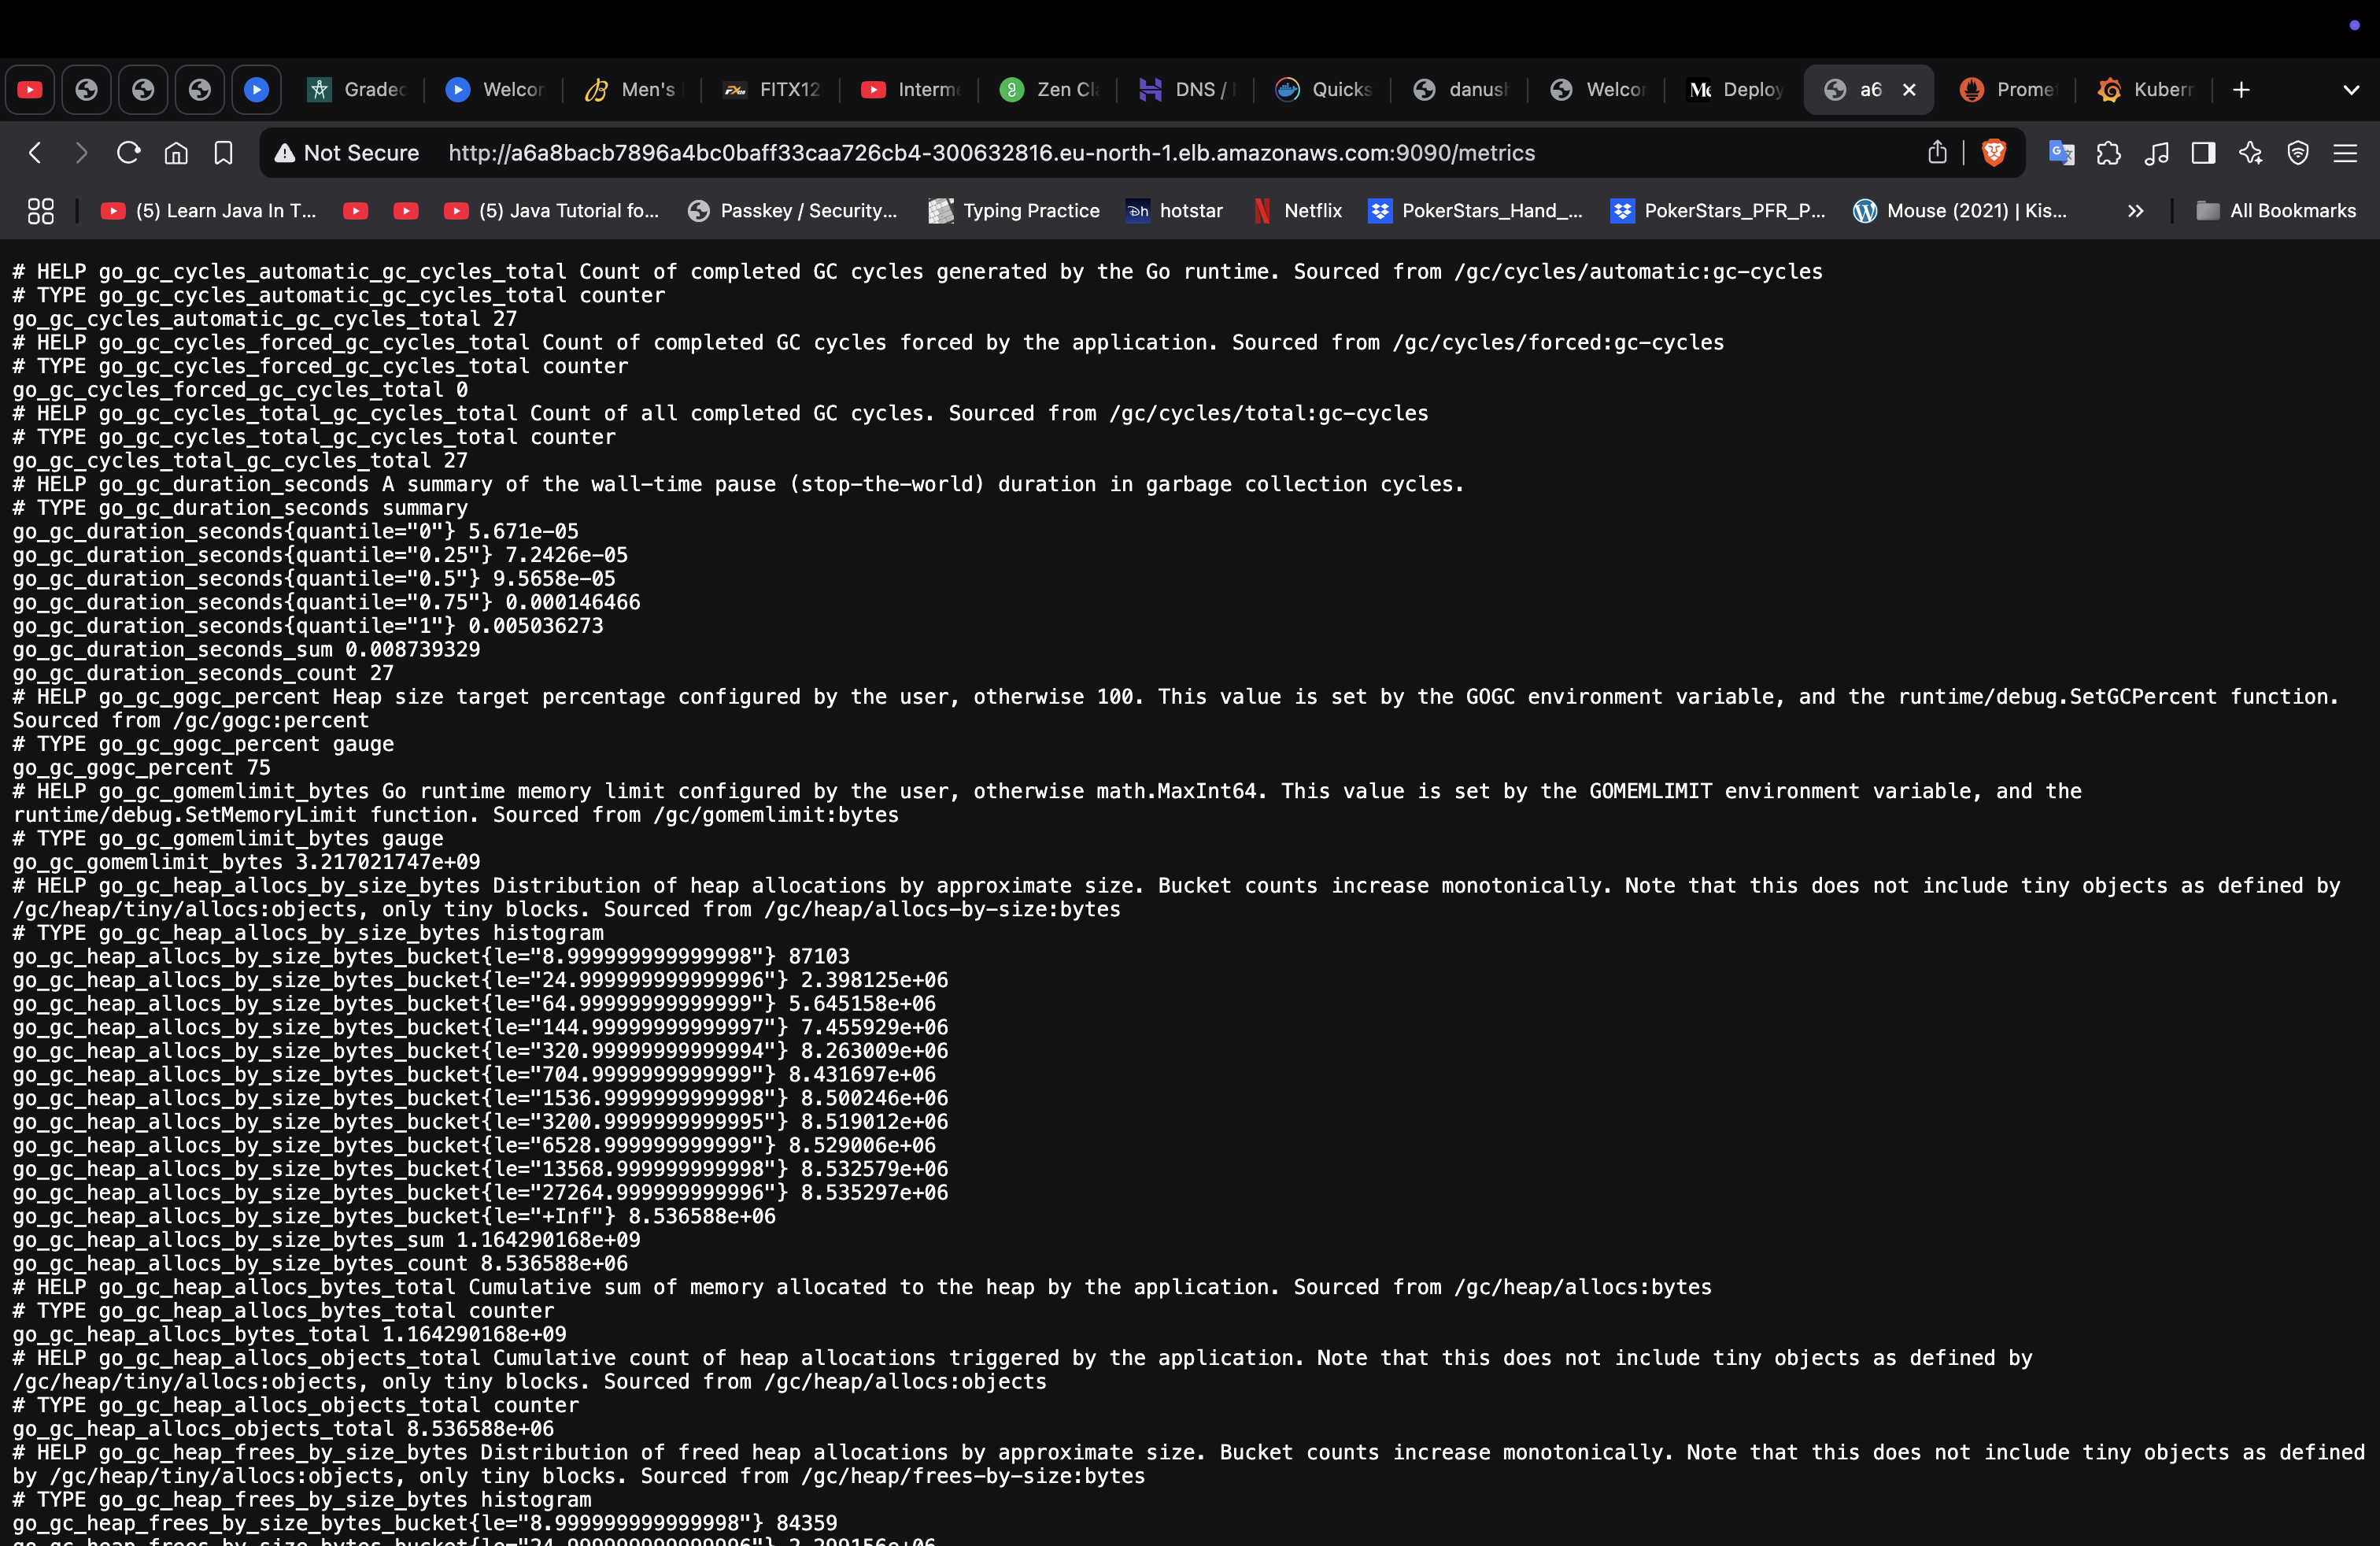 Gradec
Welcor
Men's
FITX12
Interme
Zen Cla
DNS /
Quicks
danush
Welcor
Deploy
a6
Promet
Kubern
Not Secure http://a6a8bacb7896a4bc0baff33caa726cb4-300632816.eu-north-1.elb.amazonaws.com:9090/metrics
(5) Learn Java In T...
(5) Java Tutorial fo...
Passkey / Security...
Typing Practice
hotstar
Netflix
PokerStars_Hand_...
PokerStars_PFR_P...
Mouse (2021) | Kis...
All Bookmarks
# HELP go_gc_cycles_automatic_gc_cycles_total Count of completed GC cycles generated by the Go runtime. Sourced from /gc/cycles/automatic:gc-cycles
# TYPE go_gc_cycles_automatic_gc_cycles_total counter
go_gc_cycles_automatic_gc_cycles_total 27
# HELP go_gc_cycles_forced_gc_cycles_total Count of completed GC cycles forced by the application. Sourced from /gc/cycles/forced:gc-cycles
# TYPE go_gc_cycles_forced_gc_cycles_total counter
go_gc_cycles_forced_gc_cycles_total 0
# HELP go_gc_cycles_total_gc_cycles_total Count of all completed GC cycles. Sourced from /gc/cycles/total:gc-cycles
# TYPE go_gc_cycles_total_gc_cycles_total counter
go_gc_cycles_total_gc_cycles_total 27
# HELP go_gc_duration_seconds A summary of the wall-time pause (stop-the-world) duration in garbage collection cycles.
# TYPE go_gc_duration_seconds summary
go_gc_duration_seconds{quantile="0"} 5.671e-05
go_gc_duration_seconds{quantile="0.25"} 7.2426e-05
go_gc_duration_seconds{quantile="0.5"} 9.5658e-05
go_gc_duration_seconds{quantile="0.75"} 0.000146466
go_gc_duration_seconds{quantile="1"} 0.005036273
go_gc_duration_seconds_sum 0.008739329
go_gc_duration_seconds_count 27
# HELP go_gc_gogc_percent Heap size target percentage configured by the user, otherwise 100. This value is set by the GOGC environment variable, and the runtime/debug.SetGCPercent function.
Sourced from /gc/gogc:percent
# TYPE go_gc_gogc_percent gauge
go_gc_gogc_percent 75
# HELP go_gc_gomemlimit_bytes Go runtime memory limit configured by the user, otherwise math.MaxInt64. This value is set by the GOMEMLIMIT environment variable, and the
runtime/debug.SetMemoryLimit function. Sourced from /gc/gomemlimit:bytes
# TYPE go_gc_gomemlimit_bytes gauge
go_gc_gomemlimit_bytes 3.217021747e+09
# HELP go_gc_heap_allocs_by_size_bytes Distribution of heap allocations by approximate size. Bucket counts increase monotonically. Note that this does not include tiny objects as defined by
/gc/heap/tiny/allocs:objects, only tiny blocks. Sourced from /gc/heap/allocs-by-size:bytes
# TYPE go_gc_heap_allocs_by_size_bytes histogram
go_gc_heap_allocs_by_size_bytes_bucket{le="8.999999999999998"} 87103
go_gc_heap_allocs_by_size_bytes_bucket{le="24.999999999999996"} 2.398125e+06
go_gc_heap_allocs_by_size_bytes_bucket{le="64.99999999999999"} 5.645158e+06
go_gc_heap_allocs_by_size_bytes_bucket{le="144.99999999999997"} 7.455929e+06
go_gc_heap_allocs_by_size_bytes_bucket{le="320.99999999999994"} 8.263009e+06
go_gc_heap_allocs_by_size_bytes_bucket{le="704.9999999999999"} 8.431697e+06
go_gc_heap_allocs_by_size_bytes_bucket{le="1536.9999999999998"} 8.500246e+06
go_gc_heap_allocs_by_size_bytes_bucket{le="3200.9999999999995"} 8.519012e+06
go_gc_heap_allocs_by_size_bytes_bucket{le="6528.999999999999"} 8.529006e+06
go_gc_heap_allocs_by_size_bytes_bucket{le="13568.999999999998"} 8.532579e+06
go_gc_heap_allocs_by_size_bytes_bucket{le="27264.999999999996"} 8.535297e+06
go_gc_heap_allocs_by_size_bytes_bucket{le="+Inf"} 8.536588e+06
go_gc_heap_allocs_by_size_bytes_sum 1.164290168e+09
go_gc_heap_allocs_by_size_bytes_count 8.536588e+06
# HELP go_gc_heap_allocs_bytes_total Cumulative sum of memory allocated to the heap by the application. Sourced from /gc/heap/allocs:bytes
# TYPE go_gc_heap_allocs_bytes_total counter
go_gc_heap_allocs_bytes_total 1.164290168e+09
# HELP go_gc_heap_allocs_objects_total Cumulative count of heap allocations triggered by the application. Note that this does not include tiny objects as defined by
/gc/heap/tiny/allocs:objects, only tiny blocks. Sourced from /gc/heap/allocs:objects
# TYPE go_gc_heap_allocs_objects_total counter
go_gc_heap_allocs_objects_total 8.536588e+06
# HELP go_gc_heap_frees_by_size_bytes Distribution of freed heap allocations by approximate size. Bucket counts increase monotonically. Note that this does not include tiny objects as defined
by /gc/heap/tiny/allocs:objects, only tiny blocks. Sourced from /gc/heap/frees-by-size:bytes
# TYPE go_gc_heap_frees_by_size_bytes histogram
go_gc_heap_frees_by_size_bytes_bucket{le="8.999999999999998"} 84359
go_gc_heap_frees_by_size_bytes_bucket{le="24.999999999999996"} 2.299156e+06